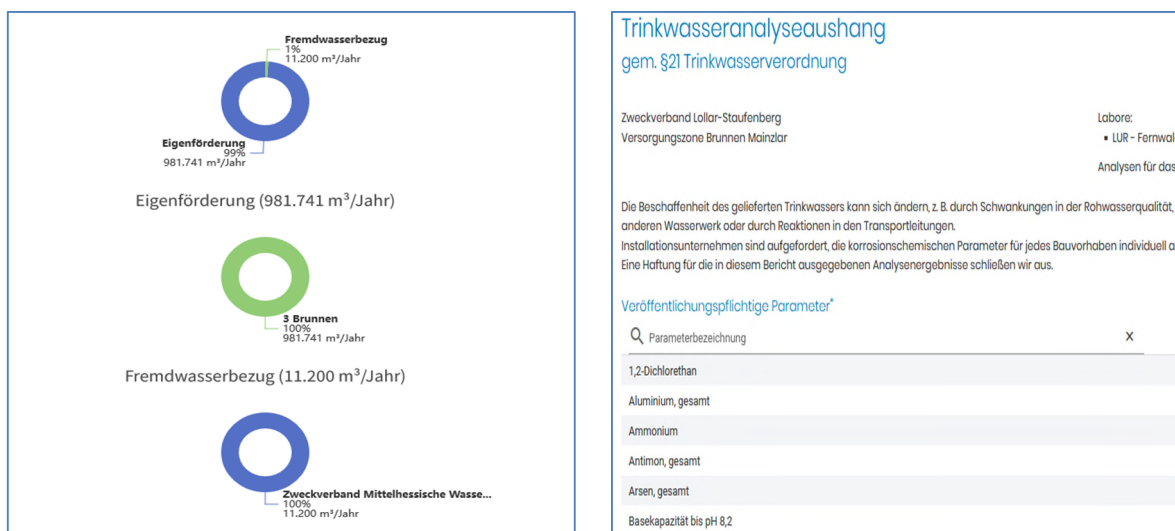 Fremdwasserbezug
1%
11.200 m³/Jahr
Eigenförderung
99%
981.741 m³/Jahr
Eigenförderung (981.741 m³/Jahr)
3 Brunnen
100%
981.741 m³/Jahr
Fremdwasserbezug (11.200 m³/Jahr)
Zweckverband Mittelhessische Wasse...
100%
11.200 m³/Jahr
Trinkwasseranalyseaushang
gem. §21 Trinkwasserverordnung
Zweckverband Lollar-Staufenberg
Versorgungszone Brunnen Mainzlar
Labore:
▪ LUR - Fernwal
Analysen für das
Die Beschaffenheit des gelieferten Trinkwassers kann sich ändern, z. B. durch Schwankungen in der Rohwasserqualität,
anderen Wasserwerk oder durch Reaktionen in den Transportleitungen.
Installationsunternehmen sind aufgefordert, die korrosionschemischen Parameter für jedes Bauvorhaben individuell a
Eine Haftung für die in diesem Bericht ausgegebenen Analysenergebnisse schließen wir aus.
Veröffentlichungspflichtige Parameter*
Parameterbezeichnung X
1,2-Dichlorethan
Aluminium, gesamt
Ammonium
Antimon, gesamt
Arsen, gesamt
Basekapazität bis pH 8,2